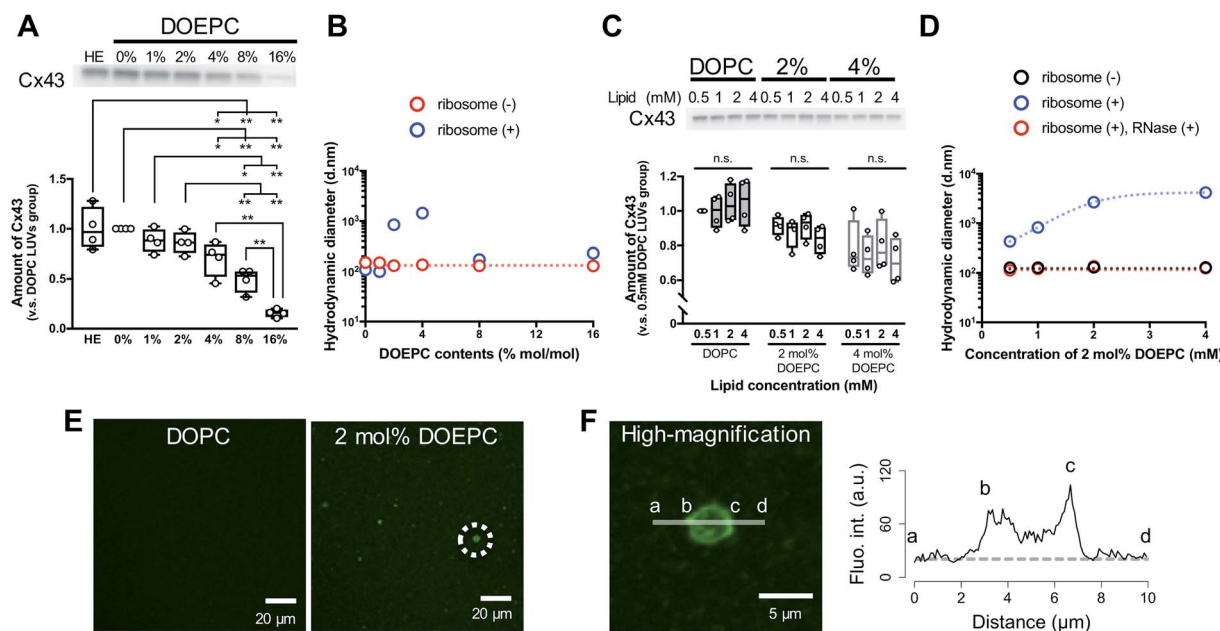 A
DOEPC
HE 0% 1% 2% 4% 8% 16%
Cx43
* ** **
* ** **
* **
** **
**
**
Amount of Cx43
(v.s. DOPC LUVs group)
1.5
1.0
0.5
0.0
HE 0% 1% 2% 4% 8% 16%
B
ribosome (-)
ribosome (+)
Hydrodynamic diameter (d.nm)
10⁴
10³
10²
10¹
0 4 8 12 16
DOEPC contents (% mol/mol)
C
DOPC 2% 4%
Lipid (mM) 0.5 1 2 4 0.5 1 2 4 0.5 1 2 4
Cx43
n.s. n.s. n.s.
Amount of Cx43
(v.s. 0.5mM DOPC LUVs group)
1.2
1.0
0.8
0.6
0
0.5 1 2 4 0.5 1 2 4 0.5 1 2 4
DOPC 2 mol% DOEPC 4 mol% DOEPC
Lipid concentration (mM)
D
ribosome (-)
ribosome (+)
ribosome (+), RNase (+)
Hydrodynamic diameter (d.nm)
10⁴
10³
10²
10¹
0 1 2 3 4
Concentration of 2 mol% DOEPC (mM)
E
DOPC
20 µm
2 mol% DOEPC
20 µm
F
High-magnification
a b c d
5 µm
Fluo. int. (a.u.)
120
60
0
a b c d
0 2 4 6 8 10
Distance (µm)